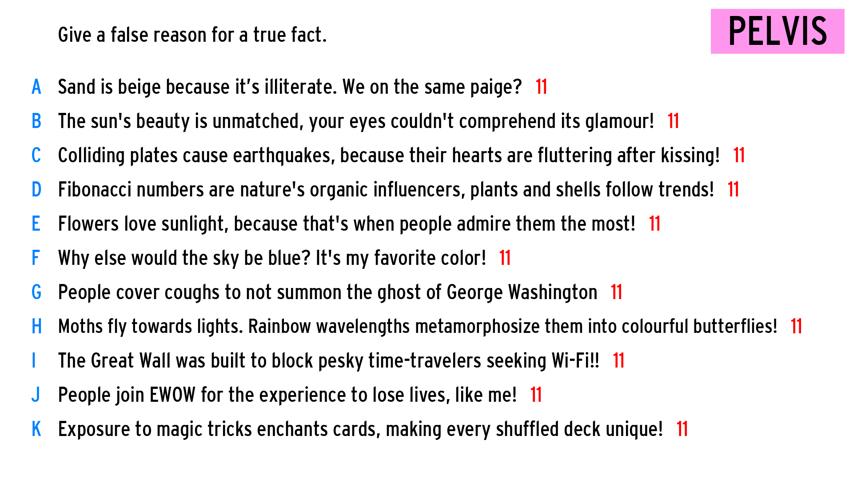 Give a false reason for a true fact.
PELVIS
A Sand is beige because it's illiterate. We on the same paige? 11
B The sun's beauty is unmatched, your eyes couldn't comprehend its glamour! 11
C Colliding plates cause earthquakes, because their hearts are fluttering after kissing! 11
D Fibonacci numbers are nature's organic influencers, plants and shells follow trends! 11
E Flowers love sunlight, because that's when people admire them the most! 11
F Why else would the sky be blue? It's my favorite color! 11
G People cover coughs to not summon the ghost of George Washington 11
H Moths fly towards lights. Rainbow wavelengths metamorphosize them into colourful butterflies! 11
I The Great Wall was built to block pesky time-travelers seeking Wi-Fi!! 11
J People join EWOW for the experience to lose lives, like me! 11
K Exposure to magic tricks enchants cards, making every shuffled deck unique! 11